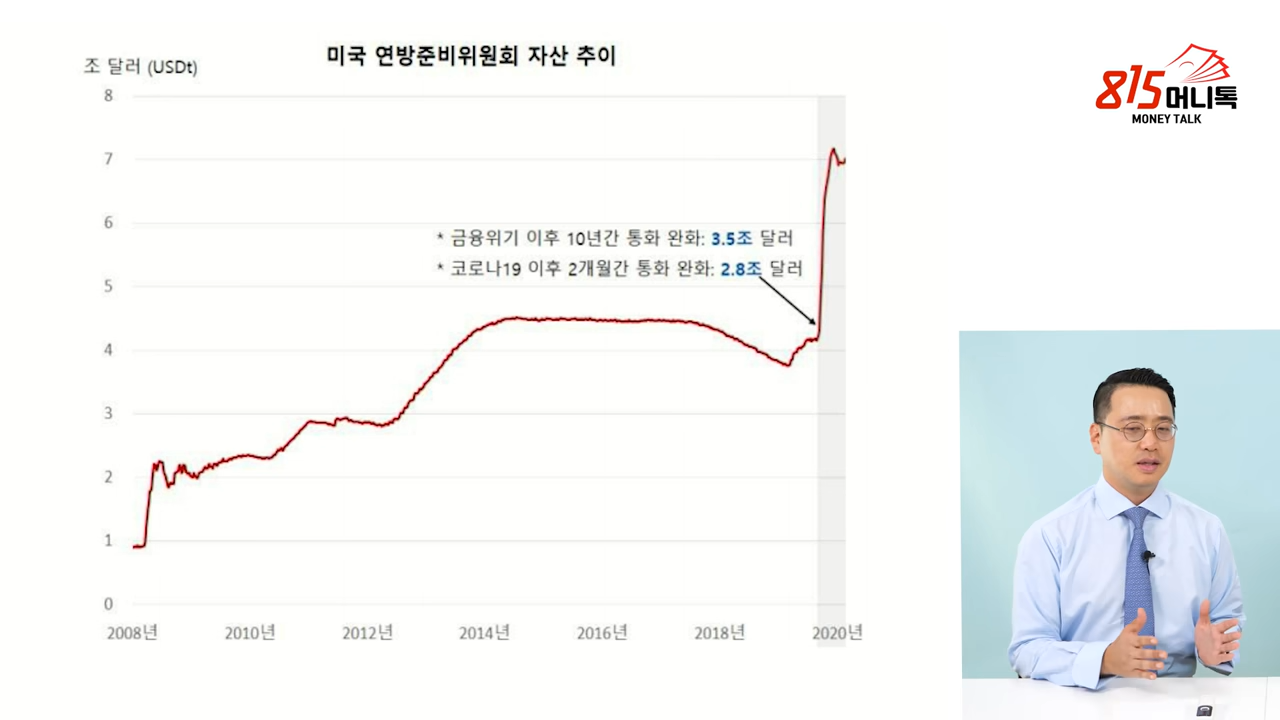 미국 연방준비위원회 자산 추이
조 달러 (USDt)
8
7
6
5
4
3
2
1
0
* 금융위기 이후 10년간 통화 완화: 3.5조 달러
* 코로나19 이후 2개월간 통화 완화: 2.8조 달러
2008년 2010년 2012년 2014년 2016년 2018년 2020년
815머니톡
MONEY TALK